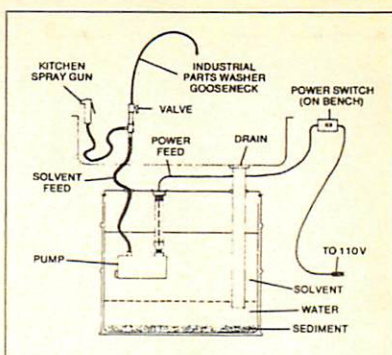 KITCHEN
SPRAY GUN
INDUSTRIAL
PARTS WASHER
GOOSENECK
POWER SWITCH
(ON BENCH)
VALVE
POWER
FEED
DRAIN
SOLVENT
FEED
PUMP
TO 110V
SOLVENT
WATER
SEDIMENT